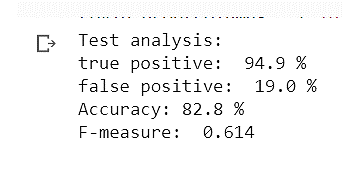 Test analysis:
true positive:  94.9 %
false positive:  19.0 %
Accuracy: 82.8 %
F-measure:  0.614